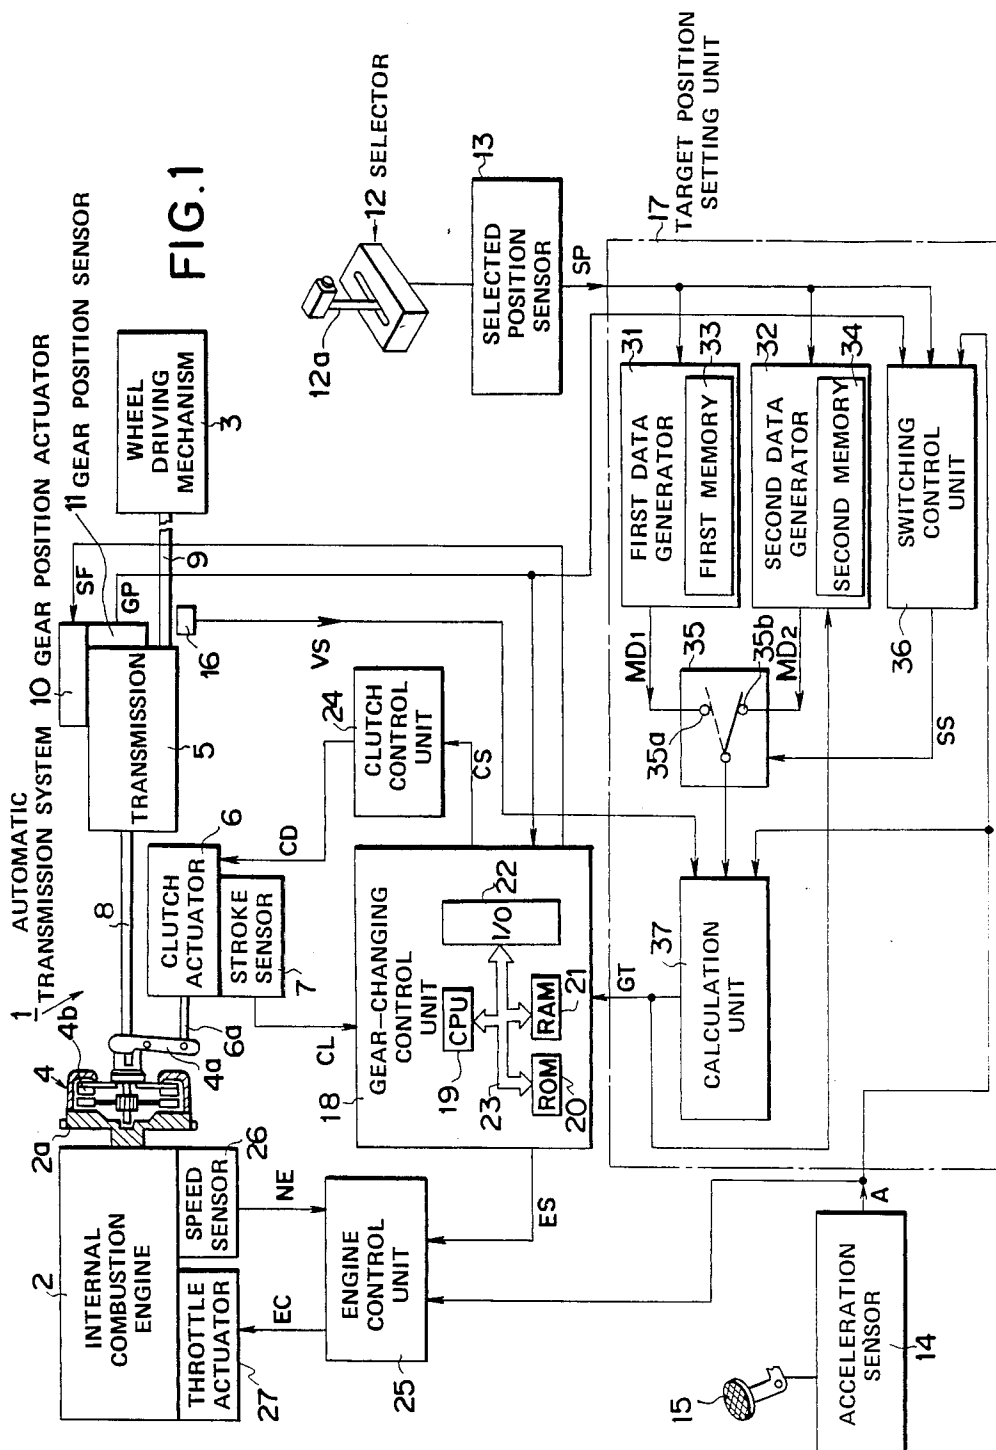 FIG.1
AUTOMATIC
TRANSMISSION SYSTEM
1
10 GEAR POSITION ACTUATOR
11 GEAR POSITION SENSOR
2
INTERNAL
COMBUSTION
ENGINE
2a
4
4b
4a
6a
8
TRANSMISSION
5
SF
GP
9
16
WHEEL
DRIVING
MECHANISM
3
THROTTLE
ACTUATOR
27
SPEED
SENSOR
26
CLUTCH
ACTUATOR
6
STROKE
SENSOR
7
NE
EC
CL
CD
VS
24
CLUTCH
CONTROL
UNIT
CS
12a
12 SELECTOR
13
SELECTED
POSITION
SENSOR
SP
ENGINE
CONTROL
UNIT
25
ES
18
GEAR-CHANGING
CONTROL
UNIT
19
CPU
I/O
22
23
ROM
20
RAM
21
GT
17
TARGET POSITION
SETTING UNIT
31
FIRST DATA
GENERATOR
33
FIRST MEMORY
32
SECOND DATA
GENERATOR
34
SECOND MEMORY
SWITCHING
CONTROL
UNIT
36
MD1
MD2
35
35a
35b
SS
37
CALCULATION
UNIT
A
15
ACCELERATION
SENSOR
14